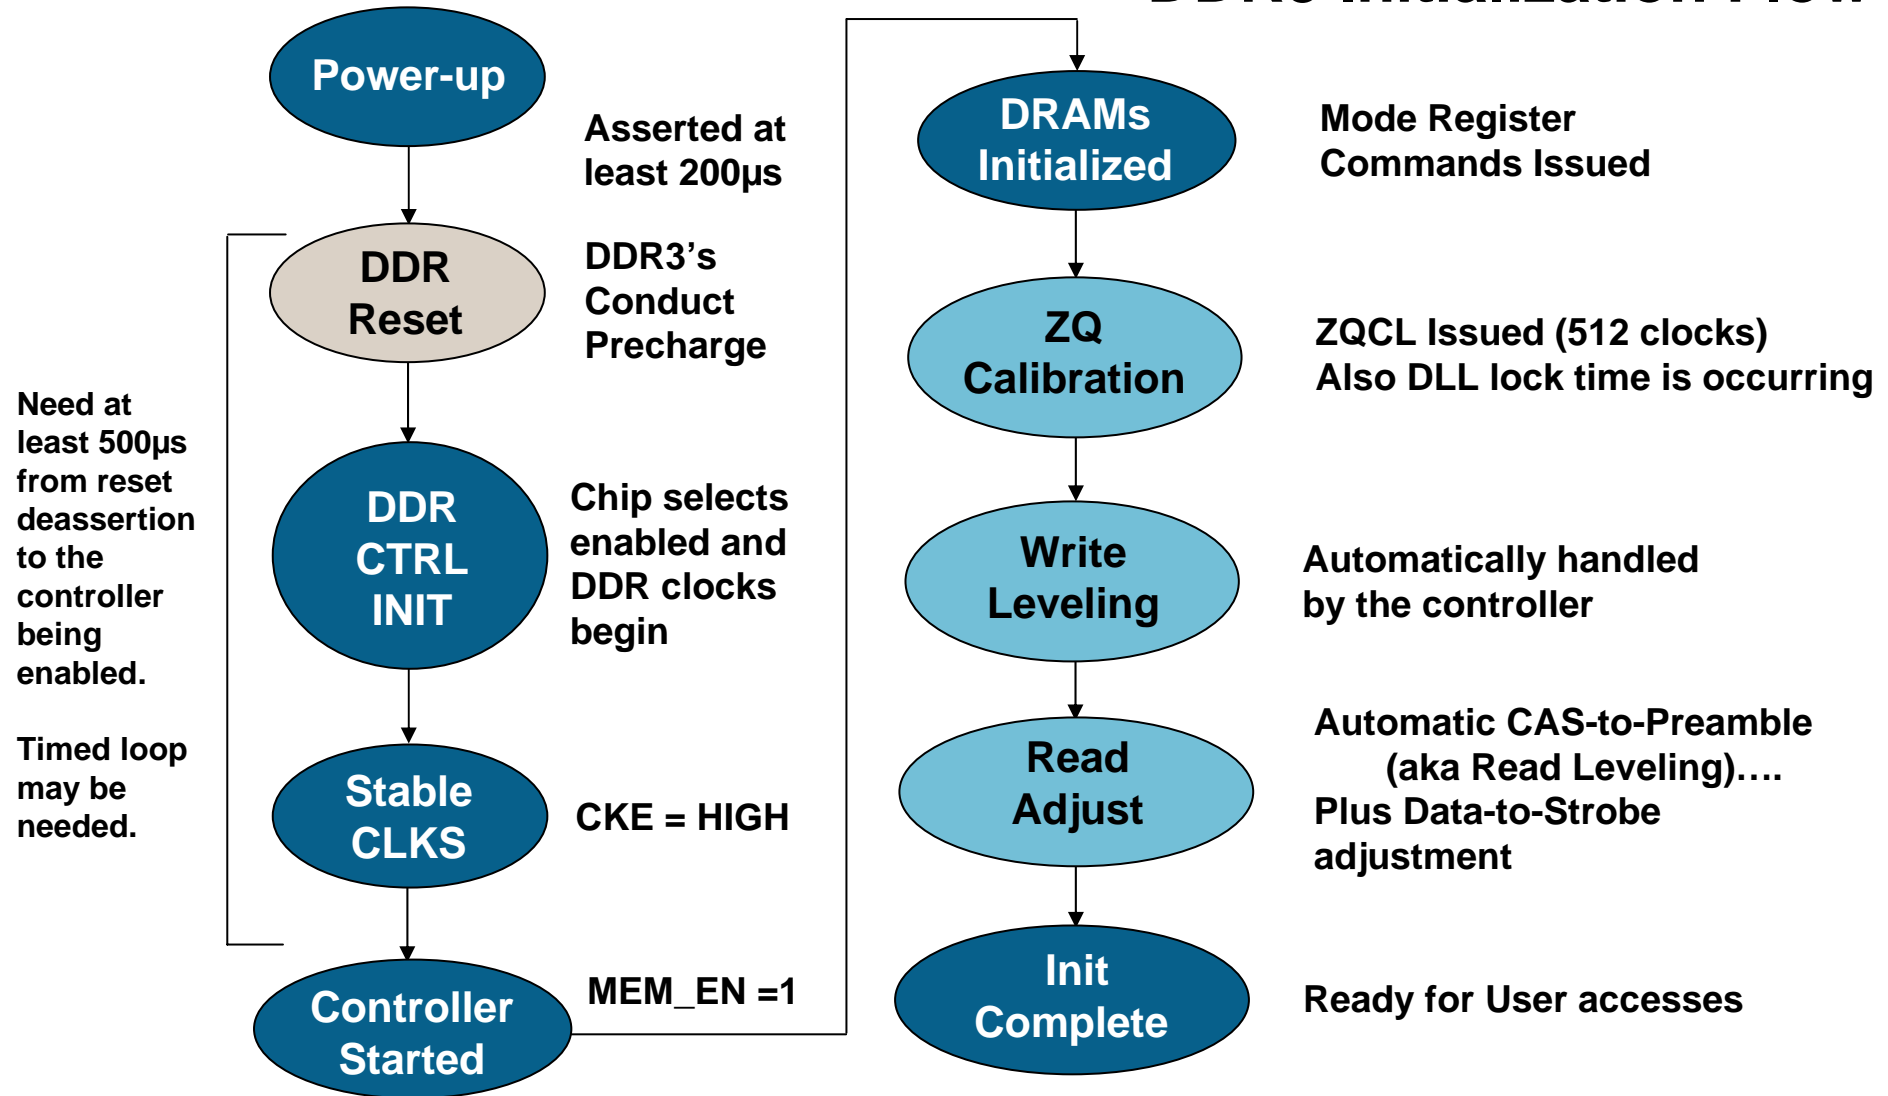 Power-up
Asserted at
least 200µs
DDR
Reset
DDR3's
Conduct
Precharge
Need at
least 500µs
from reset
deassertion
to the
controller
being
enabled.
Timed loop
may be
needed.
DDR
CTRL
INIT
Chip selects
enabled and
DDR clocks
begin
Stable
CLKS
CKE = HIGH
Controller
Started
MEM_EN =1
DRAMs
Initialized
Mode Register
Commands Issued
ZQ
Calibration
ZQCL Issued (512 clocks)
Also DLL lock time is occurring
Write
Leveling
Automatically handled
by the controller
Read
Adjust
Automatic CAS-to-Preamble
(aka Read Leveling)....
Plus Data-to-Strobe
adjustment
Init
Complete
Ready for User accesses